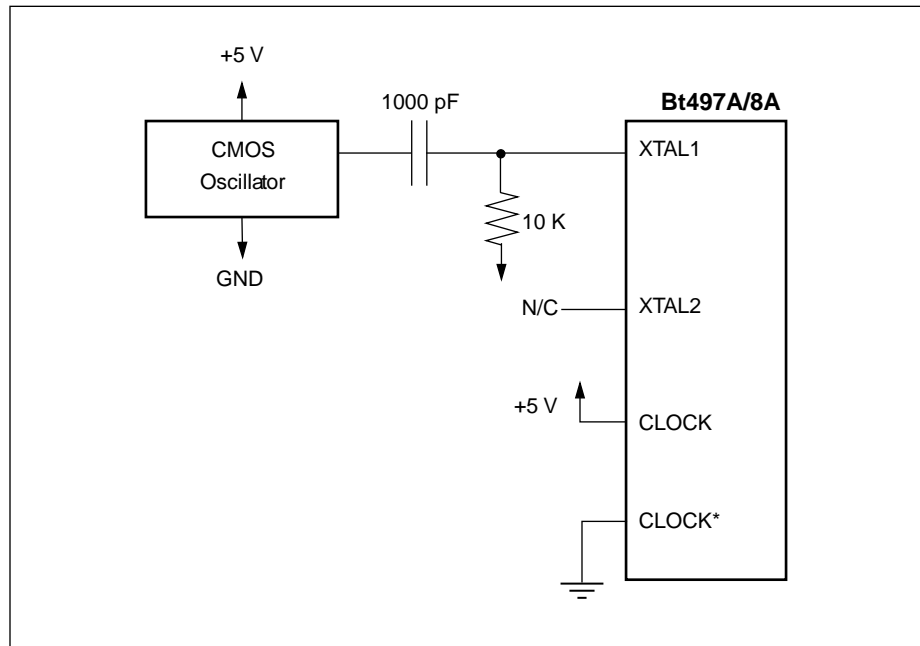 +5 V
1000 pF
Bt497A/8A
CMOS
Oscillator
XTAL1
10 K
GND
N/C
XTAL2
+5 V
CLOCK
CLOCK*